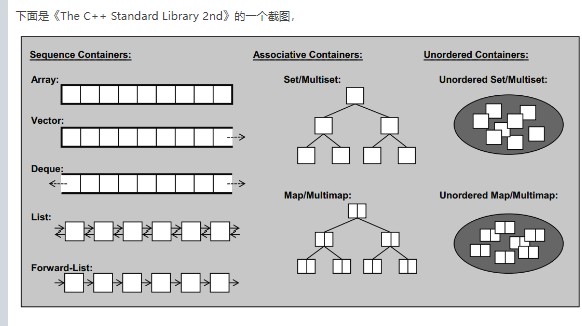 下面是《The C++ Standard Library 2nd》的一个截图，
Sequence Containers:
Array:
Vector:
Deque:
List:
Forward-List:
Associative Containers:
Set/Multiset:
Map/Multimap:
Unordered Containers:
Unordered Set/Multiset:
Unordered Map/Multimap: